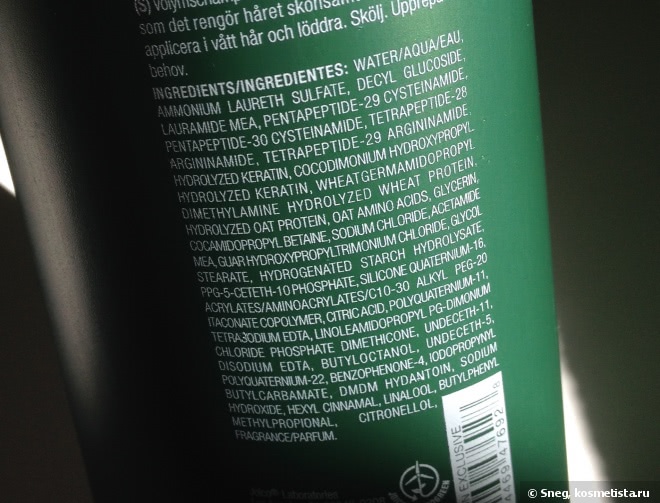 (S) Volymschamp
som det rengör håret skonsamt
applicera i vått hår och löddra. Skölj. Upprepa
behov.
INGREDIENTS/INGREDIENTES: WATER/AQUA/EAU,
AMMONIUM LAURETH SULFATE, DECYL GLUCOSIDE,
LAURAMIDE MEA, PENTAPEPTIDE-29 CYSTEINAMIDE,
PENTAPEPTIDE-30 CYSTEINAMIDE, TETRAPEPTIDE-28
ARGININAMIDE, TETRAPEPTIDE-29 ARGININAMIDE
HYDROLYZED KERATIN, COCODIMONIUM HYDROXYPROPYL
HYDROLYZED KERATIN, WHEATGERMAMIDOPROPYL
DIMETHYLAMINE HYDROLYZED WHEAT PROTEIN,
HYDROLYZED OAT PROTEIN, OAT AMINO ACIDS, GLYCERIN,
COCAMIDOPROPYL BETAINE, SODIUM CHLORIDE, ACETAMIDE
MEA, GUAR HYDROXYPROPYLTRIMONIUM CHLORIDE, GLYCOL
STEARATE, HYDROGENATED STARCH HYDROLYSATE,
PPG-5-CETETH-10 PHOSPHATE, SILICONE QUATERNIUM-16,
ACRYLATES/AMINOACRYLATES/C10-30 ALKYL PEG-20
ITACONATE COPOLYMER, CITRIC ACID, POLYQUATERNIUM-11,
TETRASODIUM EDTA, LINOLEAMIDOPROPYL PG-DIMONIUM
CHLORIDE PHOSPHATE DIMETHICONE, UNDECETH-11,
DISODIUM EDTA, BUTYLOCTANOL, UNDECETH-5,
POLYQUATERNIUM-22, BENZOPHENONE-4, IODOPROPYNYL
BUTYLCARBAMATE, DMDM HYDANTOIN, SODIUM
HYDROXIDE, HEXYL CINNAMAL, LINALOOL, BUTYLPHENYL
METHYLPROPIONAL, CITRONELLOL,
FRAGRANCE/PARFUM.
EXCLUSIVE
47692
© Sneg, kosmetista.ru